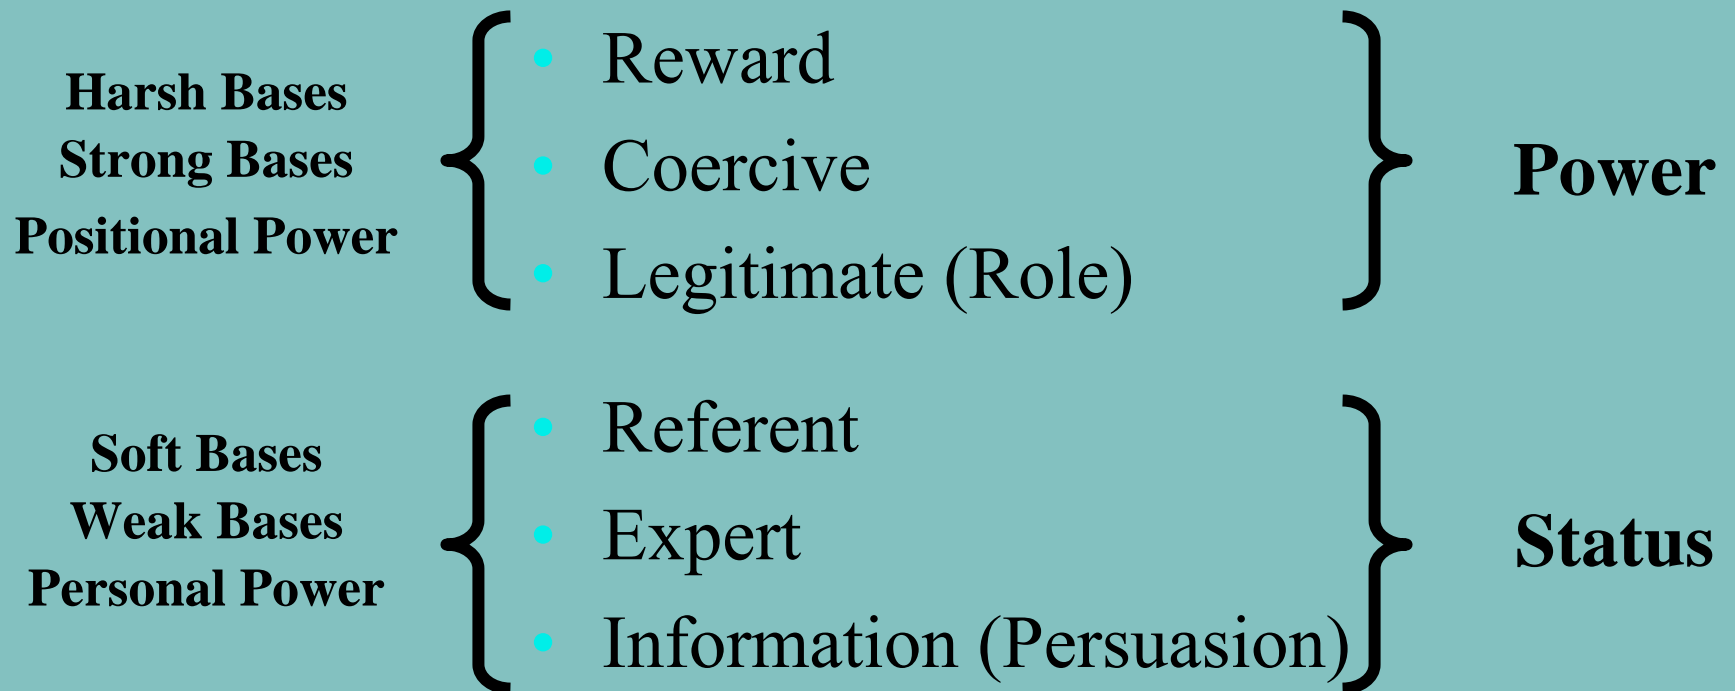 Harsh Bases
Strong Bases
Positional Power
• Reward
• Coercive
• Legitimate (Role)
Power
Soft Bases
Weak Bases
Personal Power
• Referent
• Expert
• Information (Persuasion)
Status